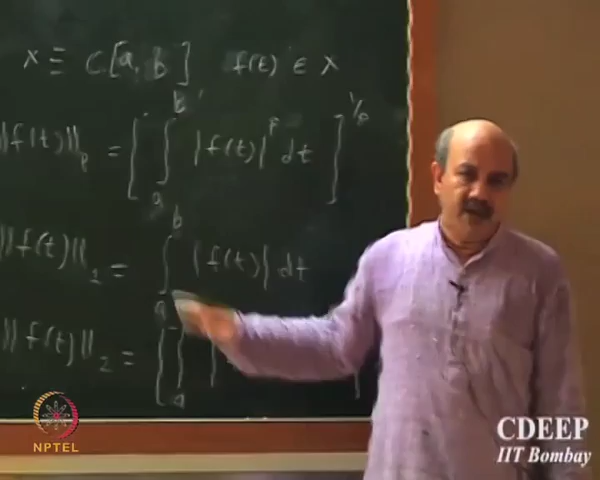 X ≡ C[a, b] f(t) ∈ X
||f(t)||_p = [ ∫_a^b |f(t)|^p dt ]^{1/p}
||f(t)||_1 = ∫_a^b |f(t)| dt
||f(t)||_2 = [ ∫_a |
NPTEL
CDEEP
IIT Bombay